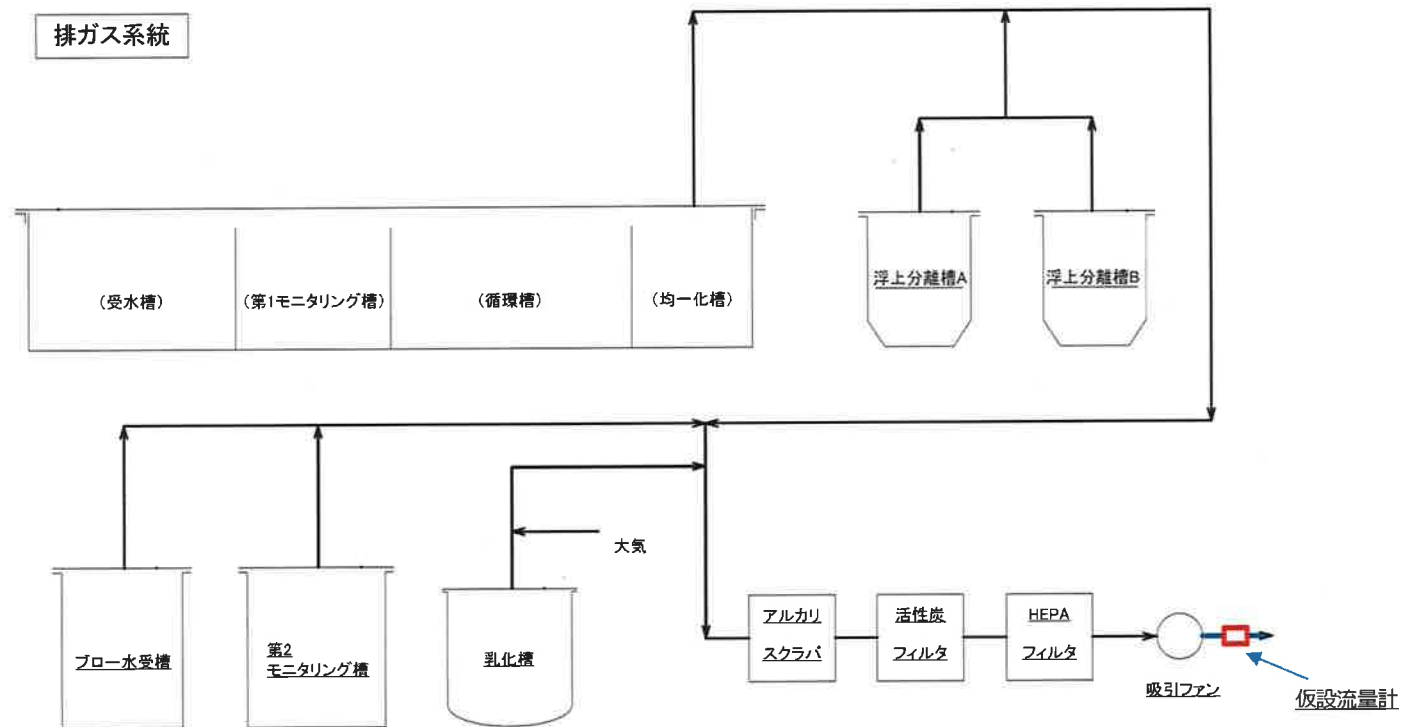 排ガス系統
(受水槽)
(第1モニタリング槽)
(循環槽)
(均一化槽)
浮上分離槽A
浮上分離槽B
大気
ブロー水受槽
第2
モニタリング槽
乳化槽
アルカリ
スクラバ
活性炭
フィルタ
HEPA
フィルタ
吸引ファン
仮設流量計